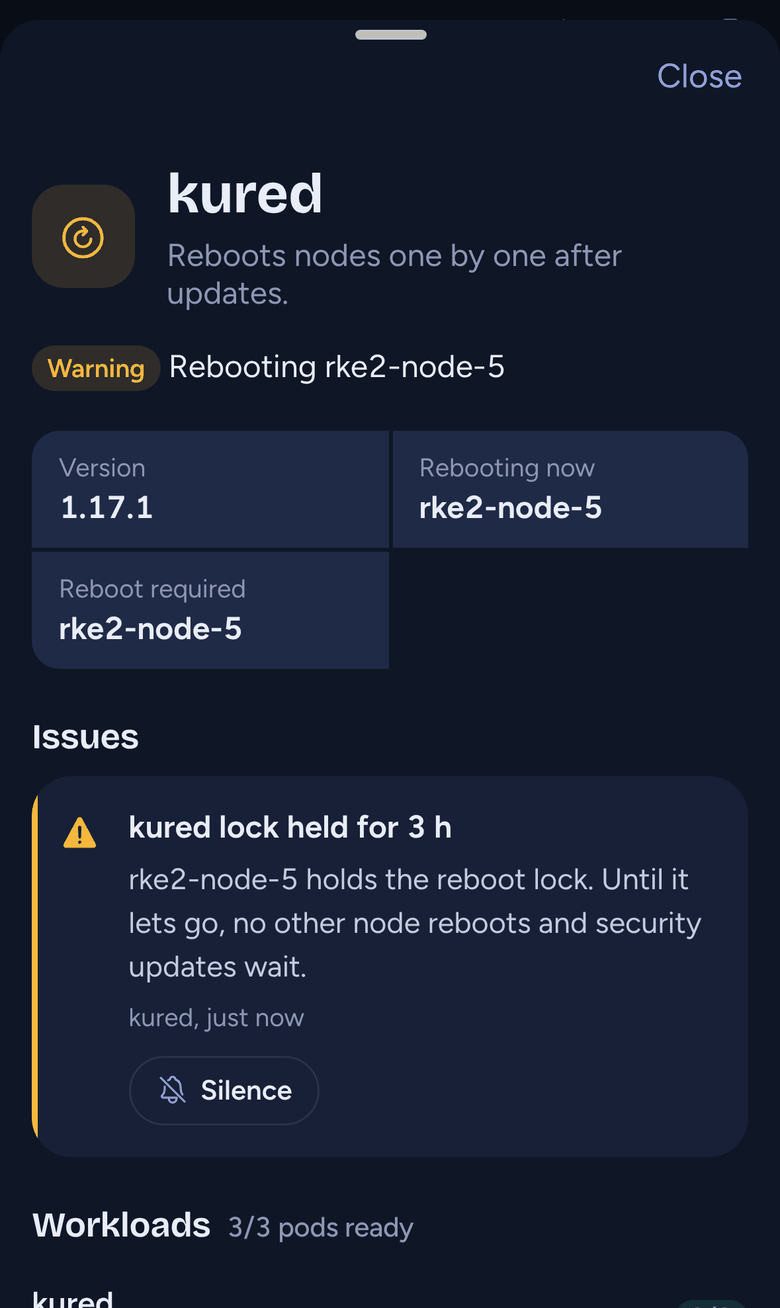 Close
kured
Reboots nodes one by one after
updates.
Warning Rebooting rke2-node-5
Version
1.17.1
Rebooting now
rke2-node-5
Reboot required
rke2-node-5
Issues
kured lock held for 3 h
rke2-node-5 holds the reboot lock. Until it
lets go, no other node reboots and security
updates wait.
kured, just now
Silence
Workloads 3/3 pods ready
kured